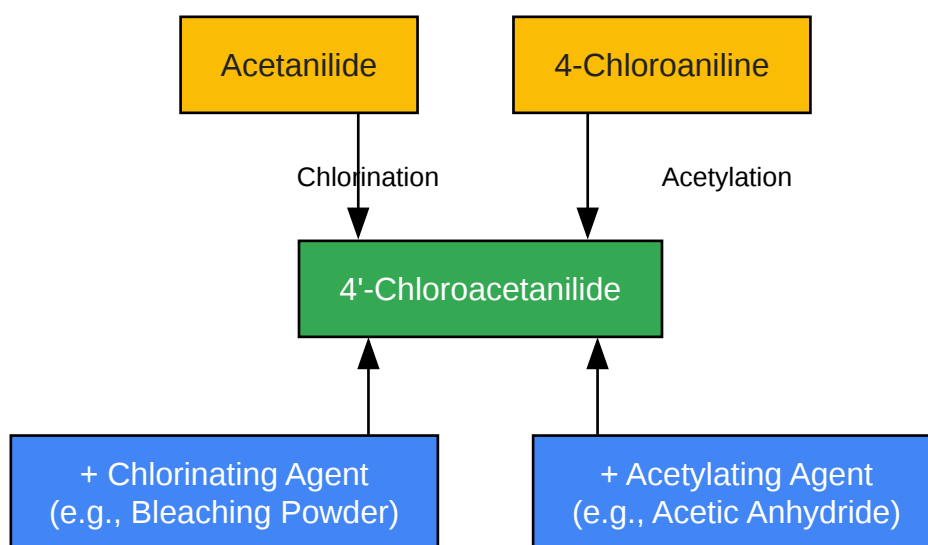 Acetanilide
4-Chloroaniline
Chlorination
Acetylation
4'-Chloroacetanilide
+ Chlorinating Agent
(e.g., Bleaching Powder)
+ Acetylating Agent
(e.g., Acetic Anhydride)